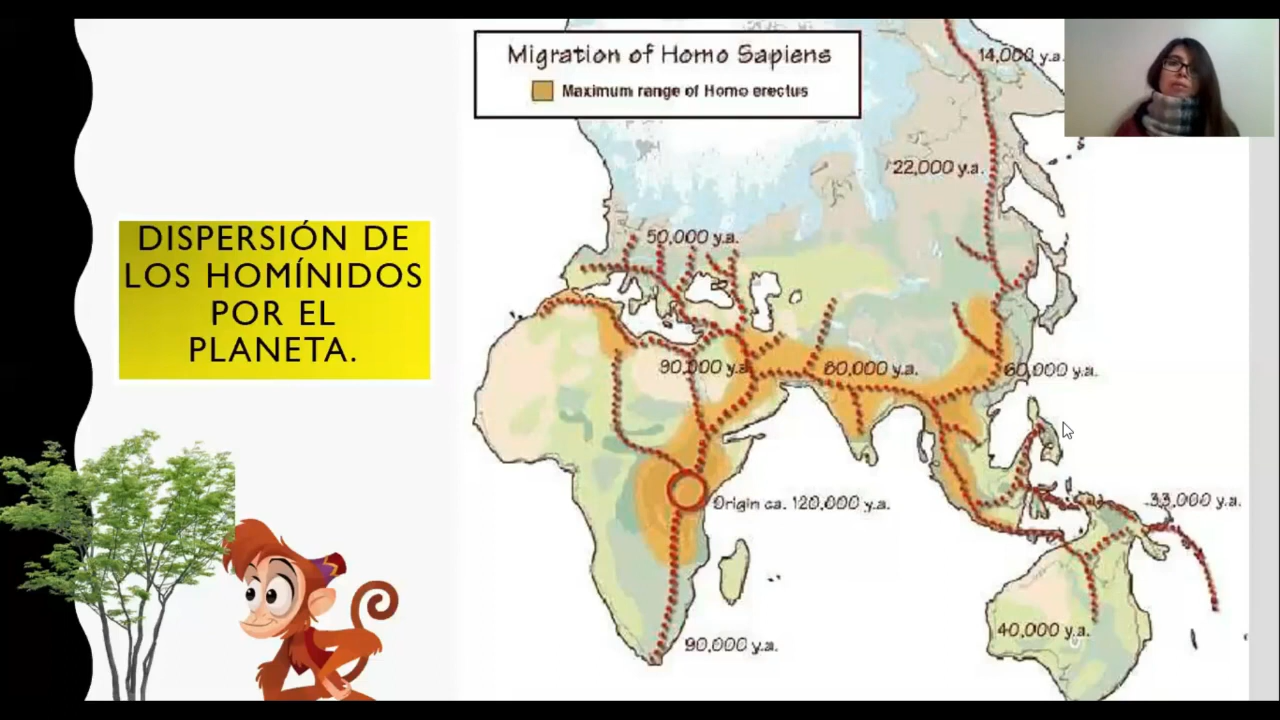 Migration of Homo Sapiens
Maximum range of Homo erectus
14,000 y.a.
22,000 y.a.
DISPERSIÓN DE
LOS HOMÍNIDOS
POR EL
PLANETA.
50,000 y.a.
90,000 y.a.
60,000 y.a.
60,000 y.a.
Origin ca. 120,000 y.a.
33,000 y.a.
40,000 y.a.
90,000 y.a.